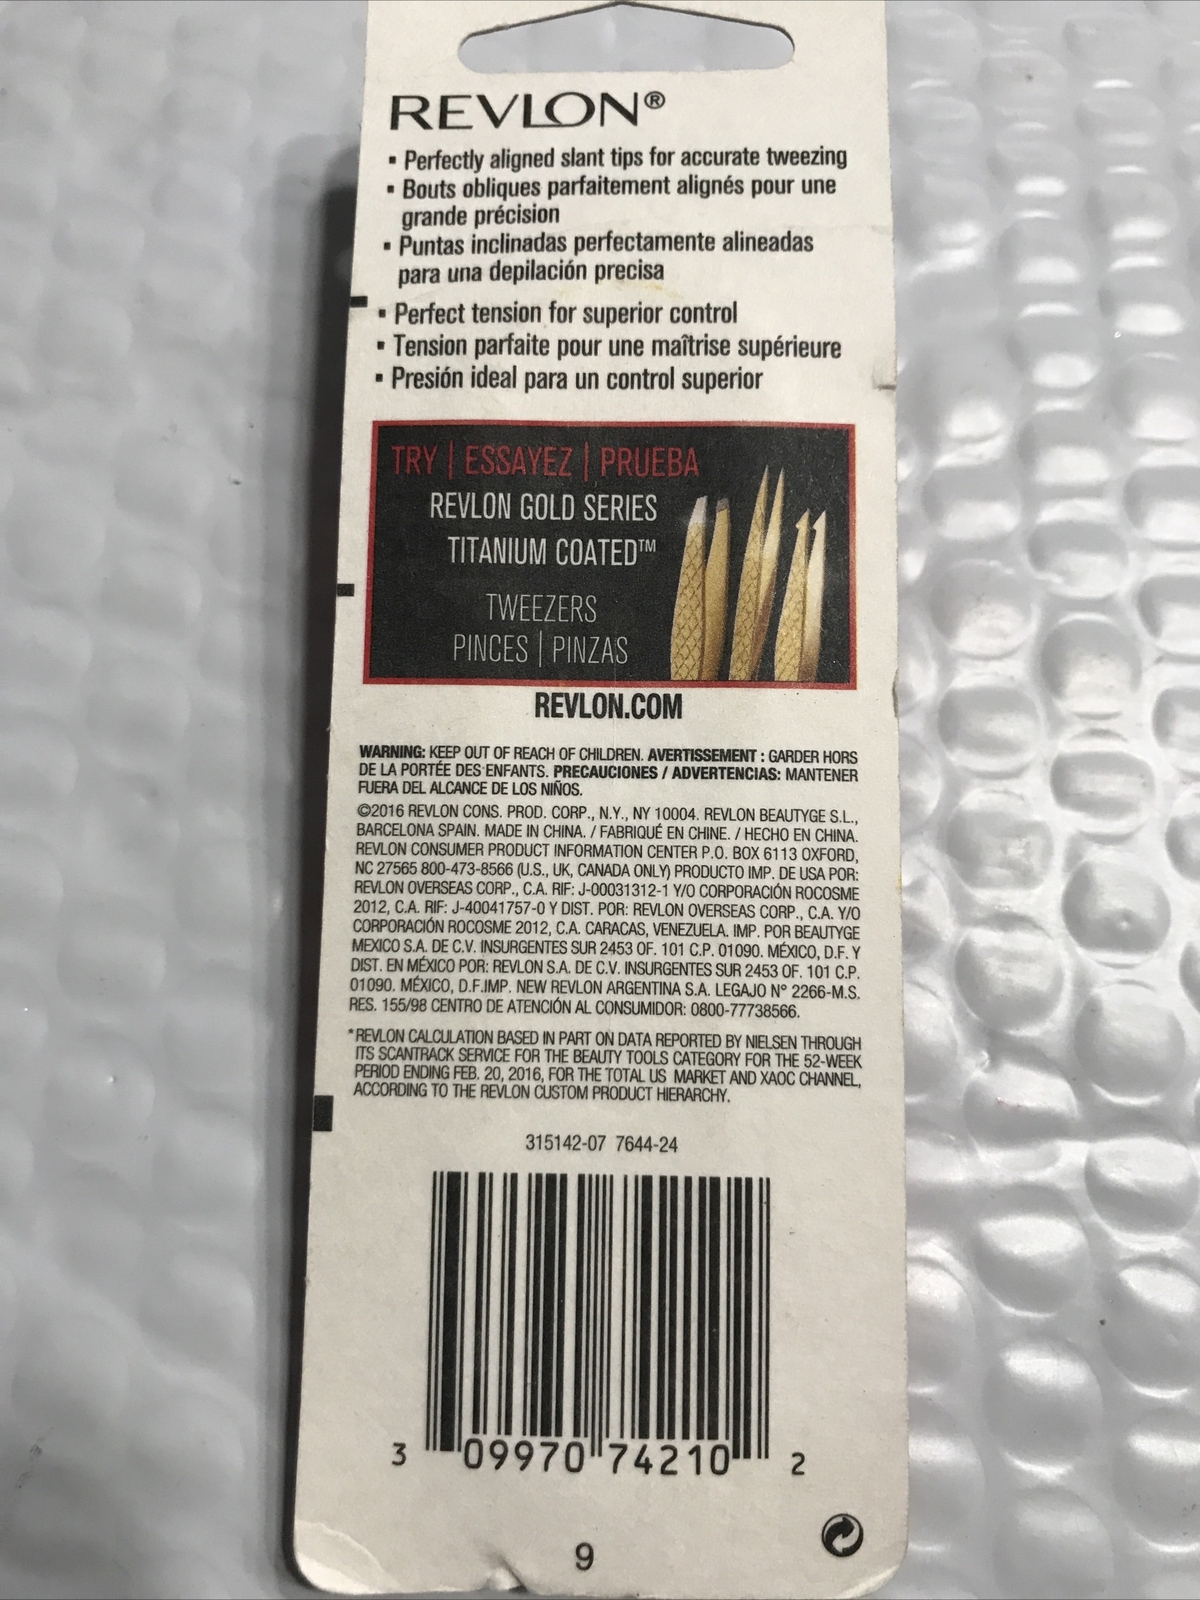 REVLON®
▪ Perfectly aligned slant tips for accurate tweezing
▪ Bouts obliques parfaitement alignés pour une
grande précision
▪ Puntas inclinadas perfectamente alineadas
para una depilación precisa
▪ Perfect tension for superior control
▪ Tension parfaite pour une maîtrise supérieure
▪ Presión ideal para un control superior
TRY | ESSAYEZ | PRUEBA
REVLON GOLD SERIES
TITANIUM COATED™
TWEEZERS
PINCES | PINZAS
REVLON.COM
WARNING: KEEP OUT OF REACH OF CHILDREN. AVERTISSEMENT : GARDER HORS
DE LA PORTÉE DES ENFANTS. PRECAUCIONES / ADVERTENCIAS: MANTENER
FUERA DEL ALCANCE DE LOS NIÑOS.
©2016 REVLON CONS. PROD. CORP., N.Y., NY 10004. REVLON BEAUTYGE S.L.,
BARCELONA SPAIN. MADE IN CHINA. / FABRIQUÉ EN CHINE. / HECHO EN CHINA.
REVLON CONSUMER PRODUCT INFORMATION CENTER P.O. BOX 6113 OXFORD,
NC 27565 800-473-8566 (U.S., UK, CANADA ONLY) PRODUCTO IMP. DE USA POR:
REVLON OVERSEAS CORP., C.A. RIF: J-00031312-1 Y/O CORPORACIÓN ROCOSME
2012, C.A. RIF: J-40041757-0 Y DIST. POR: REVLON OVERSEAS CORP., C.A. Y/O
CORPORACIÓN ROCOSME 2012, C.A. CARACAS, VENEZUELA. IMP. POR BEAUTYGE
MEXICO S.A. DE C.V. INSURGENTES SUR 2453 OF. 101 C.P. 01090. MÉXICO, D.F. Y
DIST. EN MÉXICO POR: REVLON S.A. DE C.V. INSURGENTES SUR 2453 OF. 101 C.P.
01090. MÉXICO, D.F.IMP. NEW REVLON ARGENTINA S.A. LEGAJO N° 2266-M.S.
RES. 155/98 CENTRO DE ATENCIÓN AL CONSUMIDOR: 0800-77738566.
*REVLON CALCULATION BASED IN PART ON DATA REPORTED BY NIELSEN THROUGH
ITS SCANTRACK SERVICE FOR THE BEAUTY TOOLS CATEGORY FOR THE 52-WEEK
PERIOD ENDING FEB. 20, 2016, FOR THE TOTAL US MARKET AND XAOC CHANNEL,
ACCORDING TO THE REVLON CUSTOM PRODUCT HIERARCHY.
315142-07 7644-24
3 09970 74210 2
9